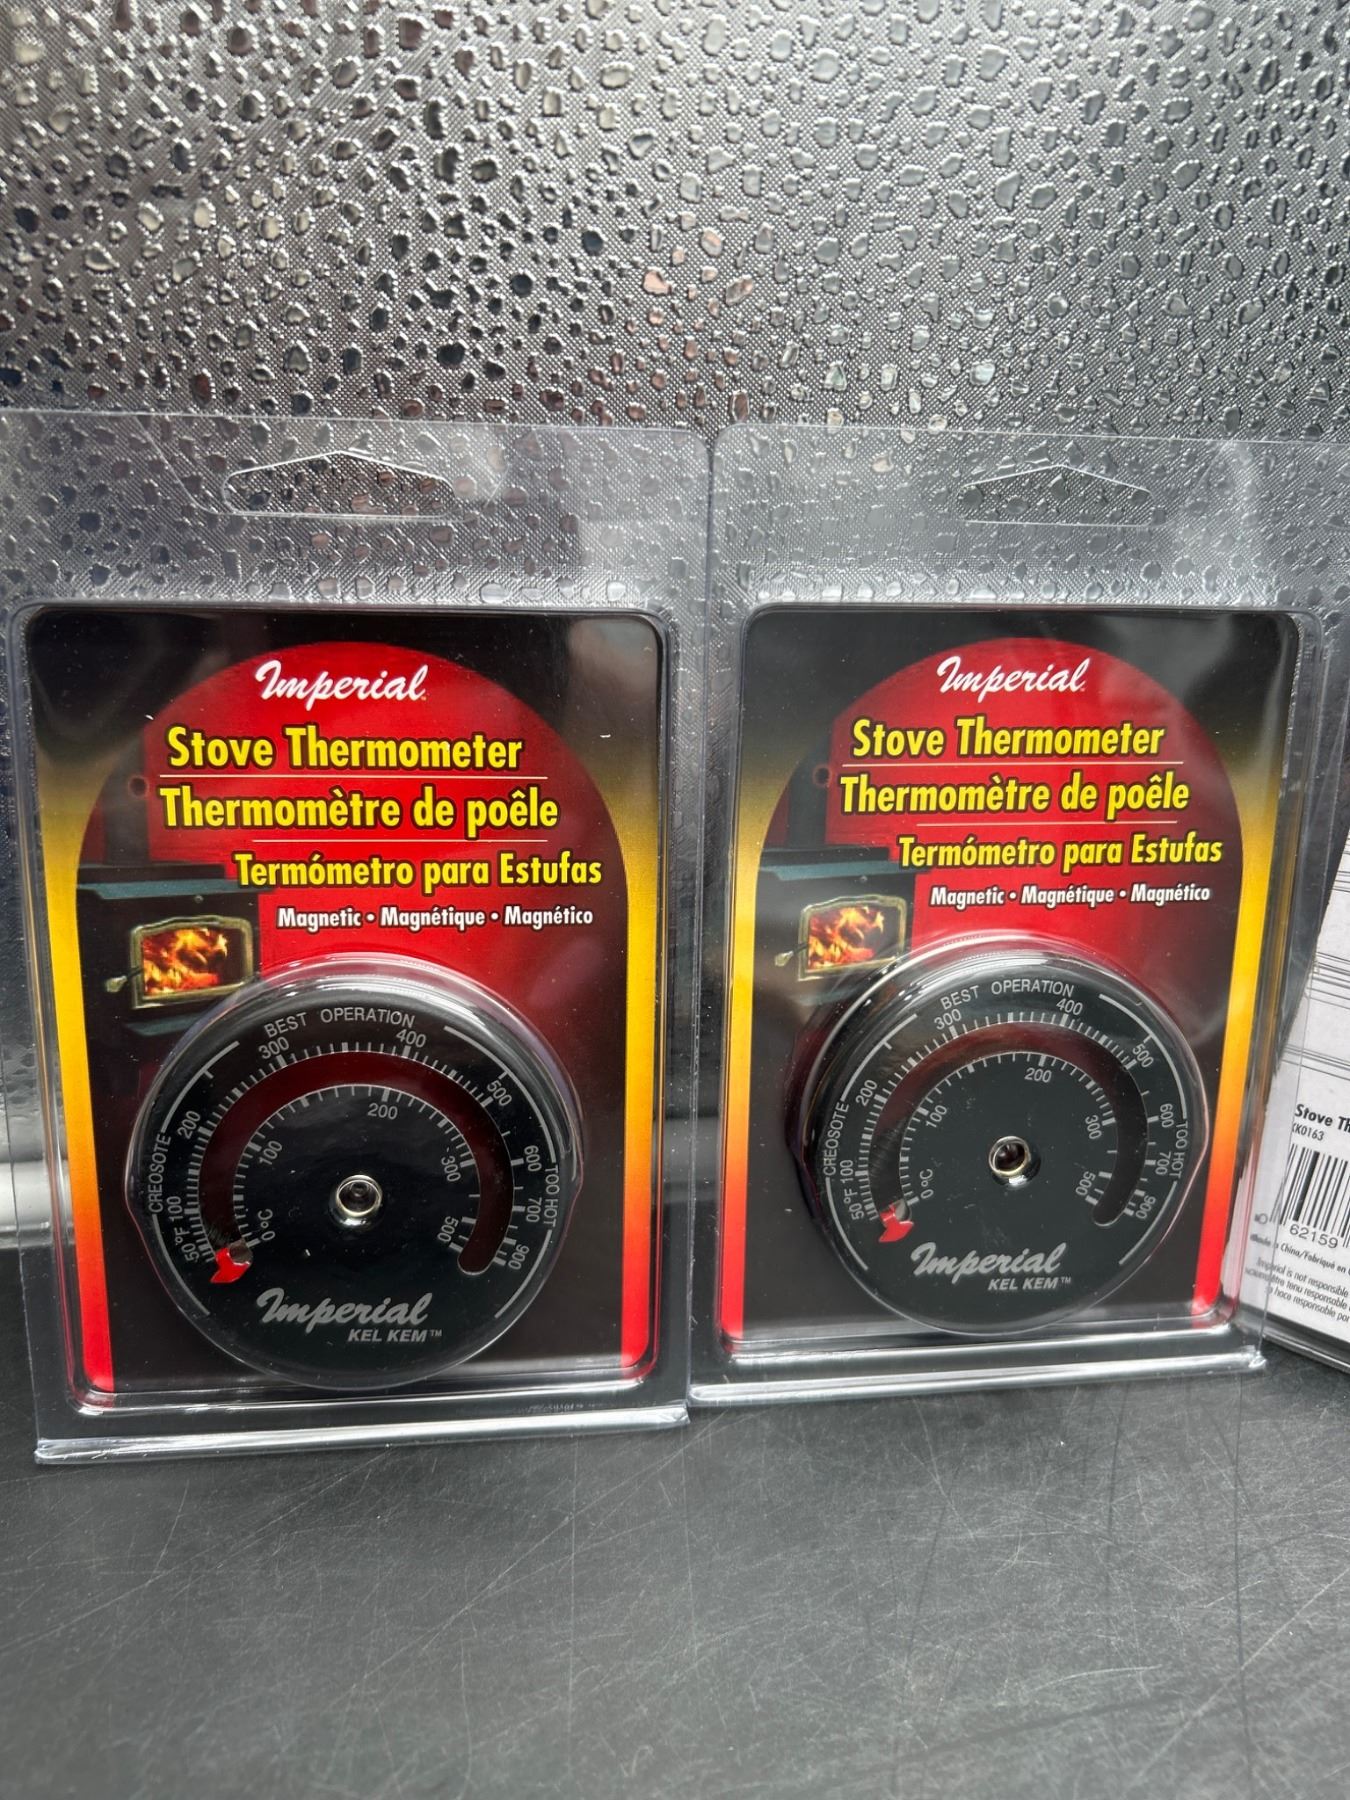 Imperial
Stove Thermometer
Thermomètre de poêle
Termómetro para Estufas
Magnetic • Magnétique • Magnético
BEST OPERATION
CREOSOTE
TOO HOT
50°F 100 200 300 400 500 600 700 900
0°C 100 200 300 500
Imperial
KEL KEM™
Imperial
Stove Thermometer
Thermomètre de poêle
Termómetro para Estufas
Magnetic • Magnétique • Magnético
BEST OPERATION
CREOSOTE
TOO HOT
50°F 100 200 300 400 500 600 700 900
0°C 100 200 300 500
Imperial
KEL KEM™
Stove
KK0163
62159